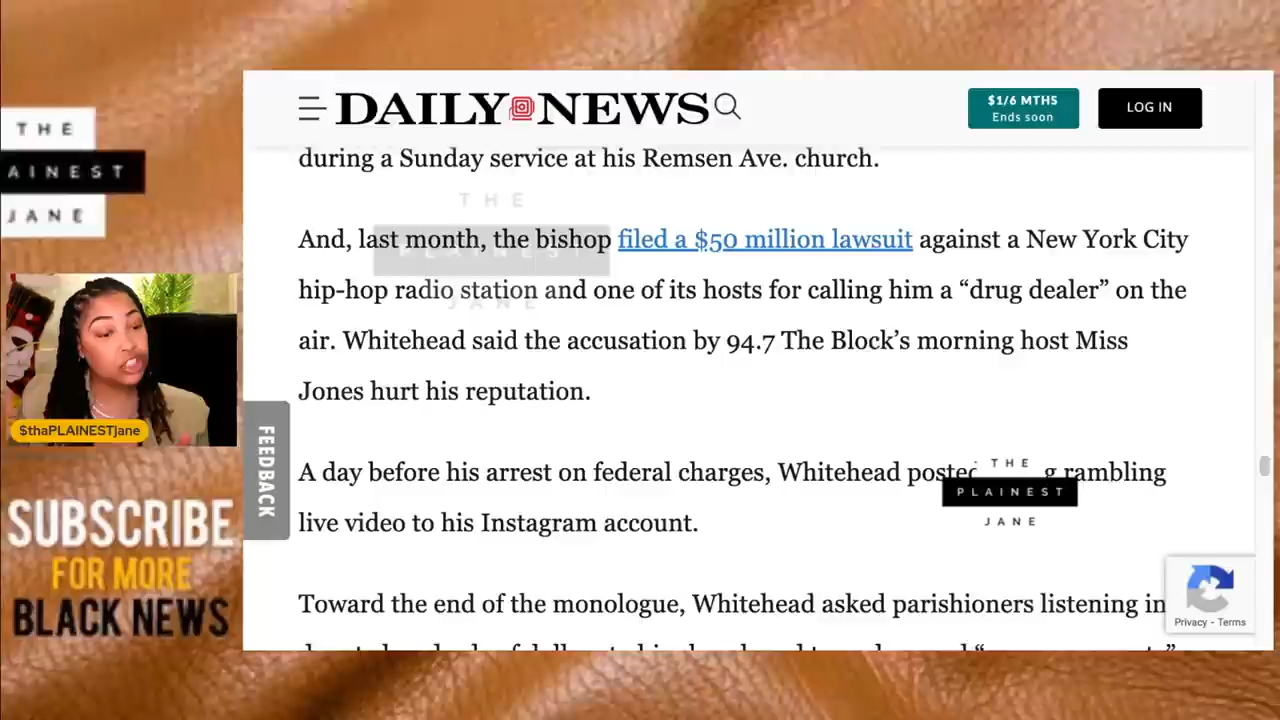 THE
AINEST
JANE
DAILY NEWS
$1/6 MTHS
Ends soon
LOG IN
during a Sunday service at his Remsen Ave. church.
THE
PLAINEST
JANE
And, last month, the bishop filed a $50 million lawsuit against a New York City
hip-hop radio station and one of its hosts for calling him a “drug dealer” on the
air. Whitehead said the accusation by 94.7 The Block’s morning host Miss
Jones hurt his reputation.
$thaPLAINESTjane
FEEDBACK
A day before his arrest on federal charges, Whitehead g rambling
live video to his Instagram account.
THE
PLAINEST
JANE
SUBSCRIBE
FOR MORE
BLACK NEWS
Toward the end of the monologue, Whitehead asked parishioners listening in
Privacy - Terms